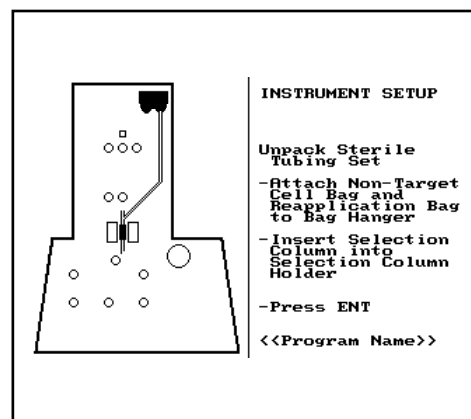 INSTRUMENT SETUP
Unpack Sterile
Tubing Set
-Attach Non-Target
Cell Bag and
Reapplication Bag
to Bag Hanger
-Insert Selection
Column into
Selection Column
Holder
-Press ENT
<<Program Name>>